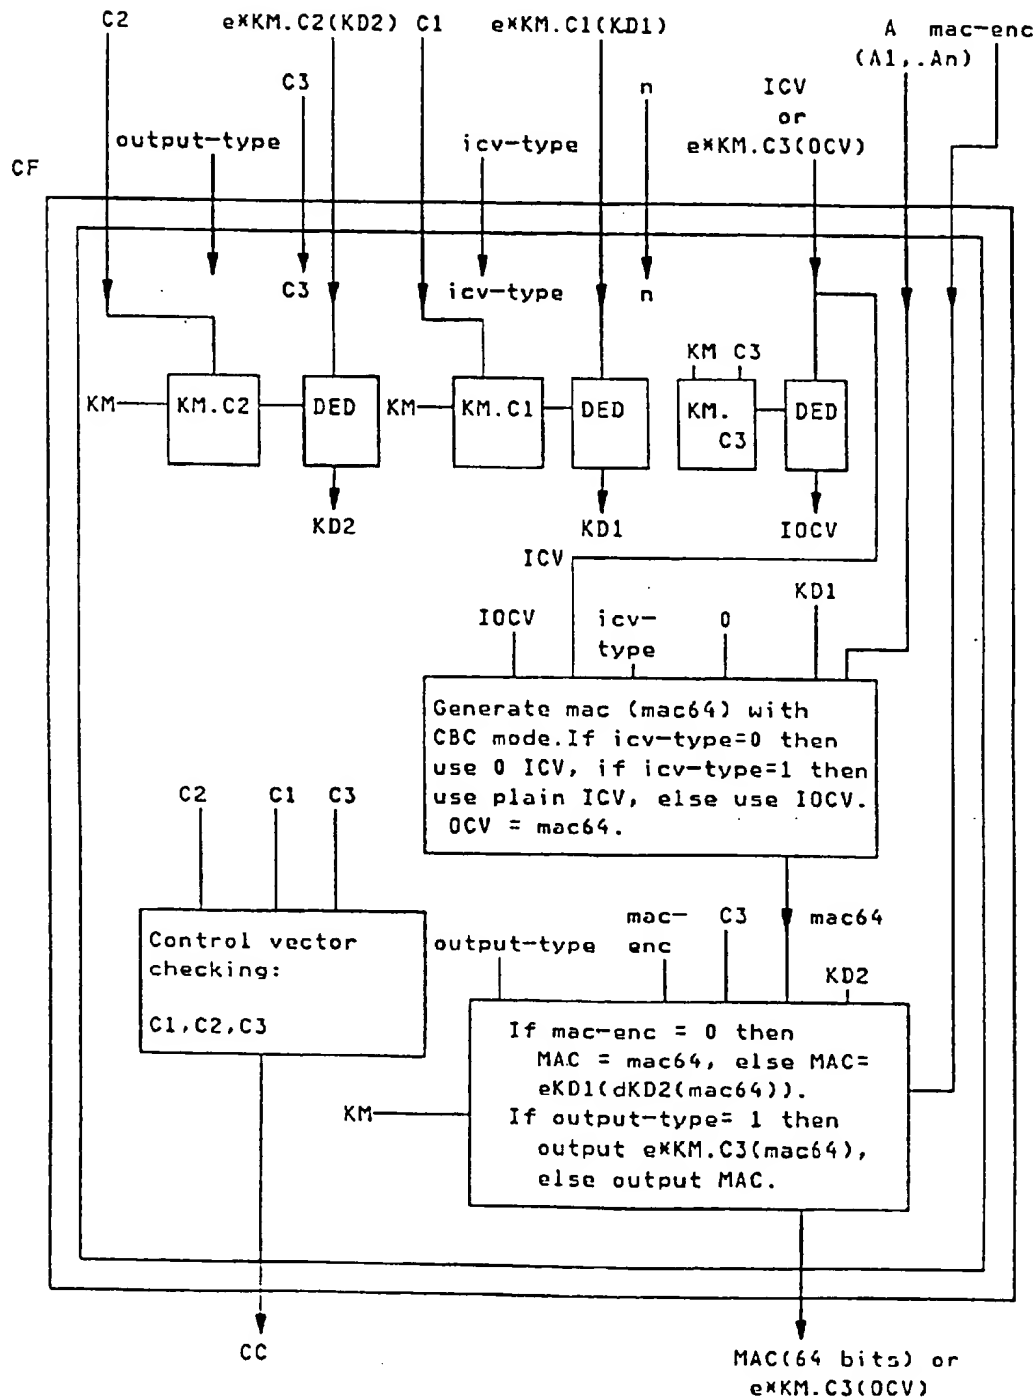 C2 e*KM.C2(KD2) C1 e*KM.C1(KD1) A mac-enc
(A1,.An)
C3 n ICV
or
output-type icv-type e*KM.C3(OCV)
CF
C3 icv-type n
KM C3
KM KM.C2 DED KM KM.C1 DED KM. DED
C3
KD2 KD1 IOCV
ICV
KD1
IOCV icv- 0
type
Generate mac (mac64) with
CBC mode.If icv-type=0 then
use 0 ICV, if icv-type=1 then
use plain ICV, else use IOCV.
OCV = mac64.
C2 C1 C3
mac- C3 mac64
output-type enc
KD2
Control vector
checking:
C1,C2,C3
If mac-enc = 0 then
MAC = mac64, else MAC=
eKD1(dKD2(mac64)).
KM
If output-type= 1 then
output e*KM.C3(mac64),
else output MAC.
CC
MAC(64 bits) or
e*KM.C3(OCV)